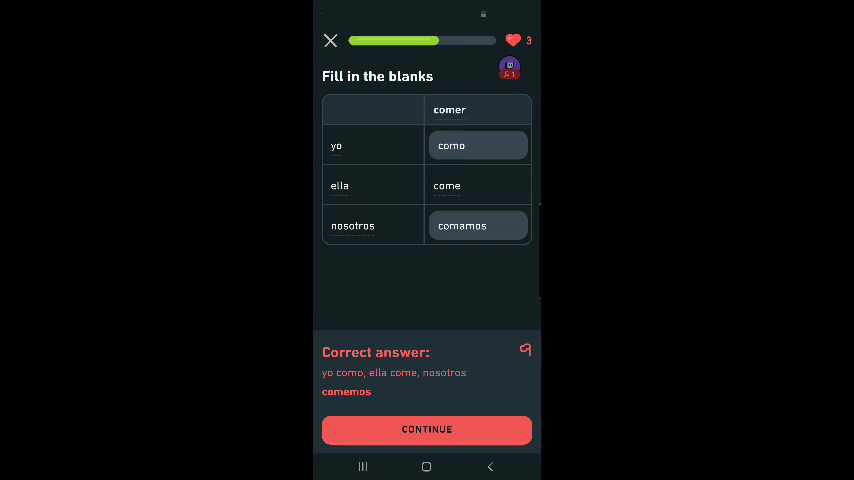 3
Fill in the blanks
1
comer
yo como
ella come
nosotros comamos
Correct answer:
yo como, ella come, nosotros
comemos
CONTINUE